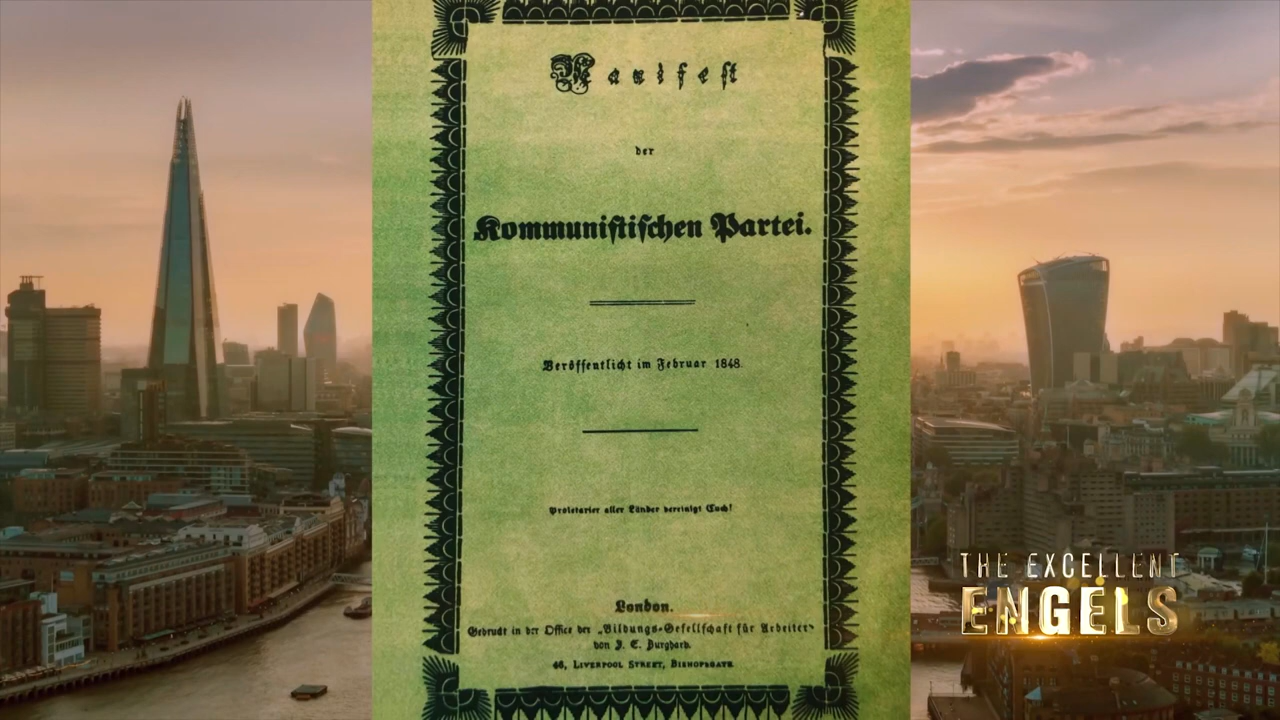 Manifest
der
Kommunistischen Partei.
Veröffentlicht im Februar 1848.
Proletarier aller Länder vereinigt Euch!
London.
Gedruckt in der Office der „Bildungs-Gesellschaft für Arbeiter“
von J. E. Burghard.
46, LIVERPOOL STREET, BISHOPSGATE
THE EXCELLENT
ENGELS